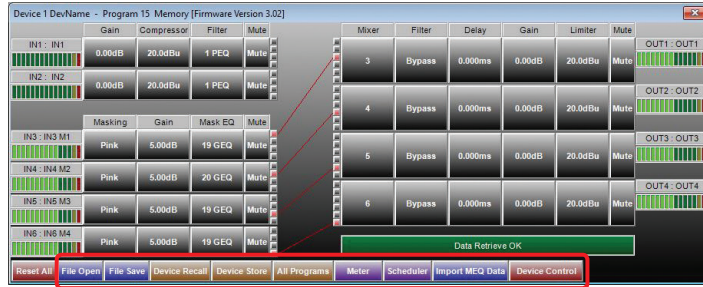 Device 1 DevName - Program 15 Memory [Firmware Version 3.02]
Gain Compressor Filter Mute Mixer Filter Delay Gain Limiter Mute
IN1 : IN1 0.00dB 20.0dBu 1 PEQ Mute 3 Bypass 0.000ms 0.00dB 20.0dBu Mute OUT1 : OUT1
IN2 : IN2 0.00dB 20.0dBu 1 PEQ Mute 4 Bypass 0.000ms 0.00dB 20.0dBu Mute OUT2 : OUT2
Masking Gain Mask EQ Mute
IN3 : IN3 M1 Pink 5.00dB 19 GEQ Mute 5 Bypass 0.000ms 0.00dB 20.0dBu Mute OUT3 : OUT3
IN4 : IN4 M2 Pink 5.00dB 20 GEQ Mute 6 Bypass 0.000ms 0.00dB 20.0dBu Mute OUT4 : OUT4
IN5 : IN5 M3 Pink 5.00dB 19 GEQ Mute
IN6 : IN6 M4 Pink 5.00dB 19 GEQ Mute Data Retrieve OK
Reset All File Open File Save Device Recall Device Store All Programs Meter Scheduler Import MEQ Data Device Control